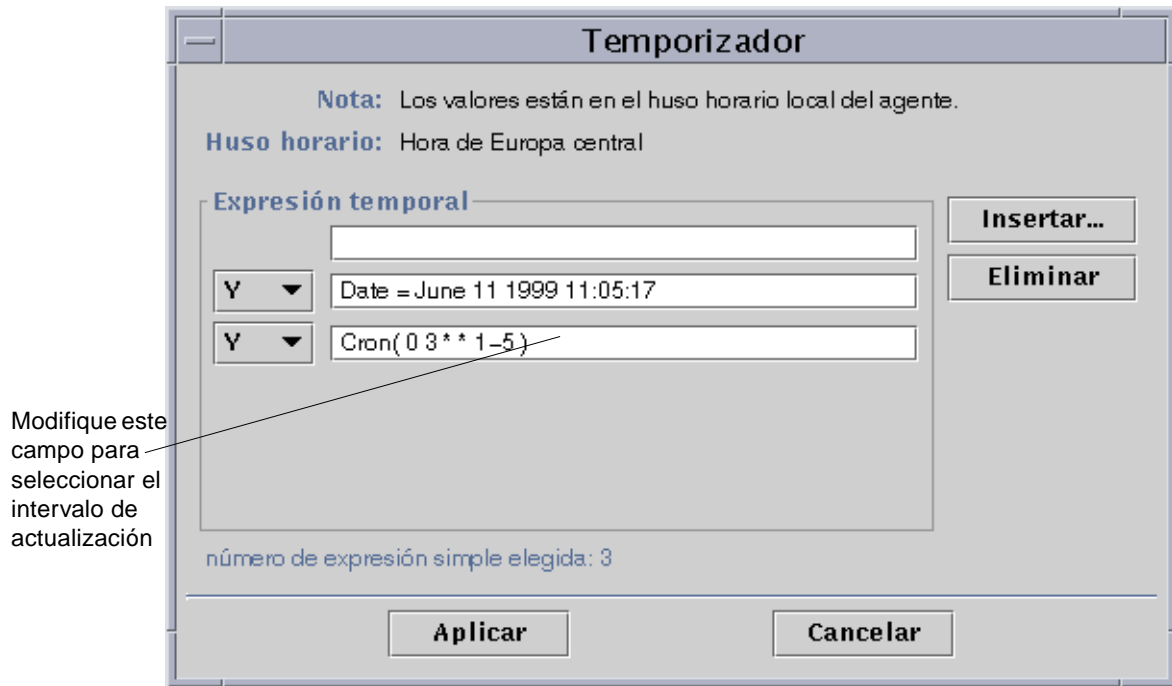 Temporizador
Nota: Los valores están en el huso horario local del agente.
Huso horario: Hora de Europa central
Expresión temporal
Insertar...
Y Date = June 11 1999 11:05:17
Eliminar
Y Cron( 0 3 * * 1–5 )
Modifique este
campo para
seleccionar el
intervalo de
actualización
número de expresión simple elegida: 3
Aplicar Cancelar